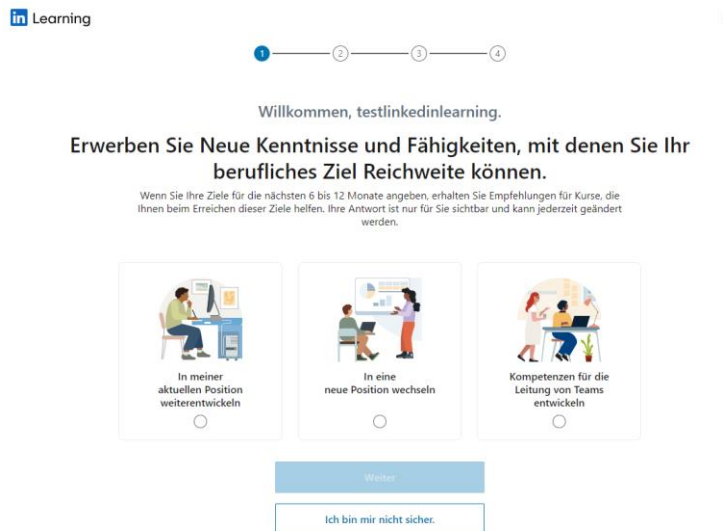 in Learning
1 2 3 4
Willkommen, testlinkedinlearning.
Erwerben Sie Neue Kenntnisse und Fähigkeiten, mit denen Sie Ihr
berufliches Ziel Reichweite können.
Wenn Sie Ihre Ziele für die nächsten 6 bis 12 Monate angeben, erhalten Sie Empfehlungen für Kurse, die
Ihnen beim Erreichen dieser Ziele helfen. Ihre Antwort ist nur für Sie sichtbar und kann jederzeit geändert
werden.
In meiner
aktuellen Position
weiterentwickeln
In eine
neue Position wechseln
Kompetenzen für die
Leitung von Teams
entwickeln
Weiter
Ich bin mir nicht sicher.